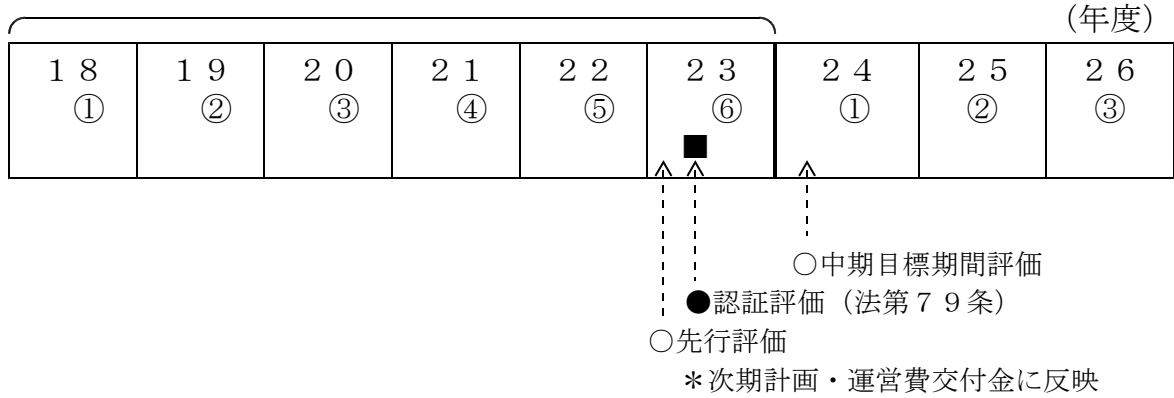 （年度）
１８ １９ ２０ ２１ ２２ ２３ ２４ ２５ ２６
① ② ③ ④ ⑤ ⑥ ① ② ③
■
○中期目標期間評価
●認証評価（法第７９条）
○先行評価
＊次期計画・運営費交付金に反映